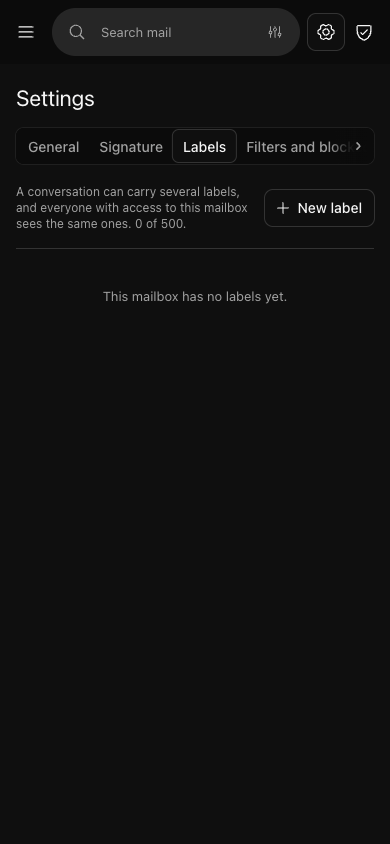 Search mail
Settings
General
Signature
Labels
Filters and block
A conversation can carry several labels,
and everyone with access to this mailbox
sees the same ones. 0 of 500.
New label
This mailbox has no labels yet.